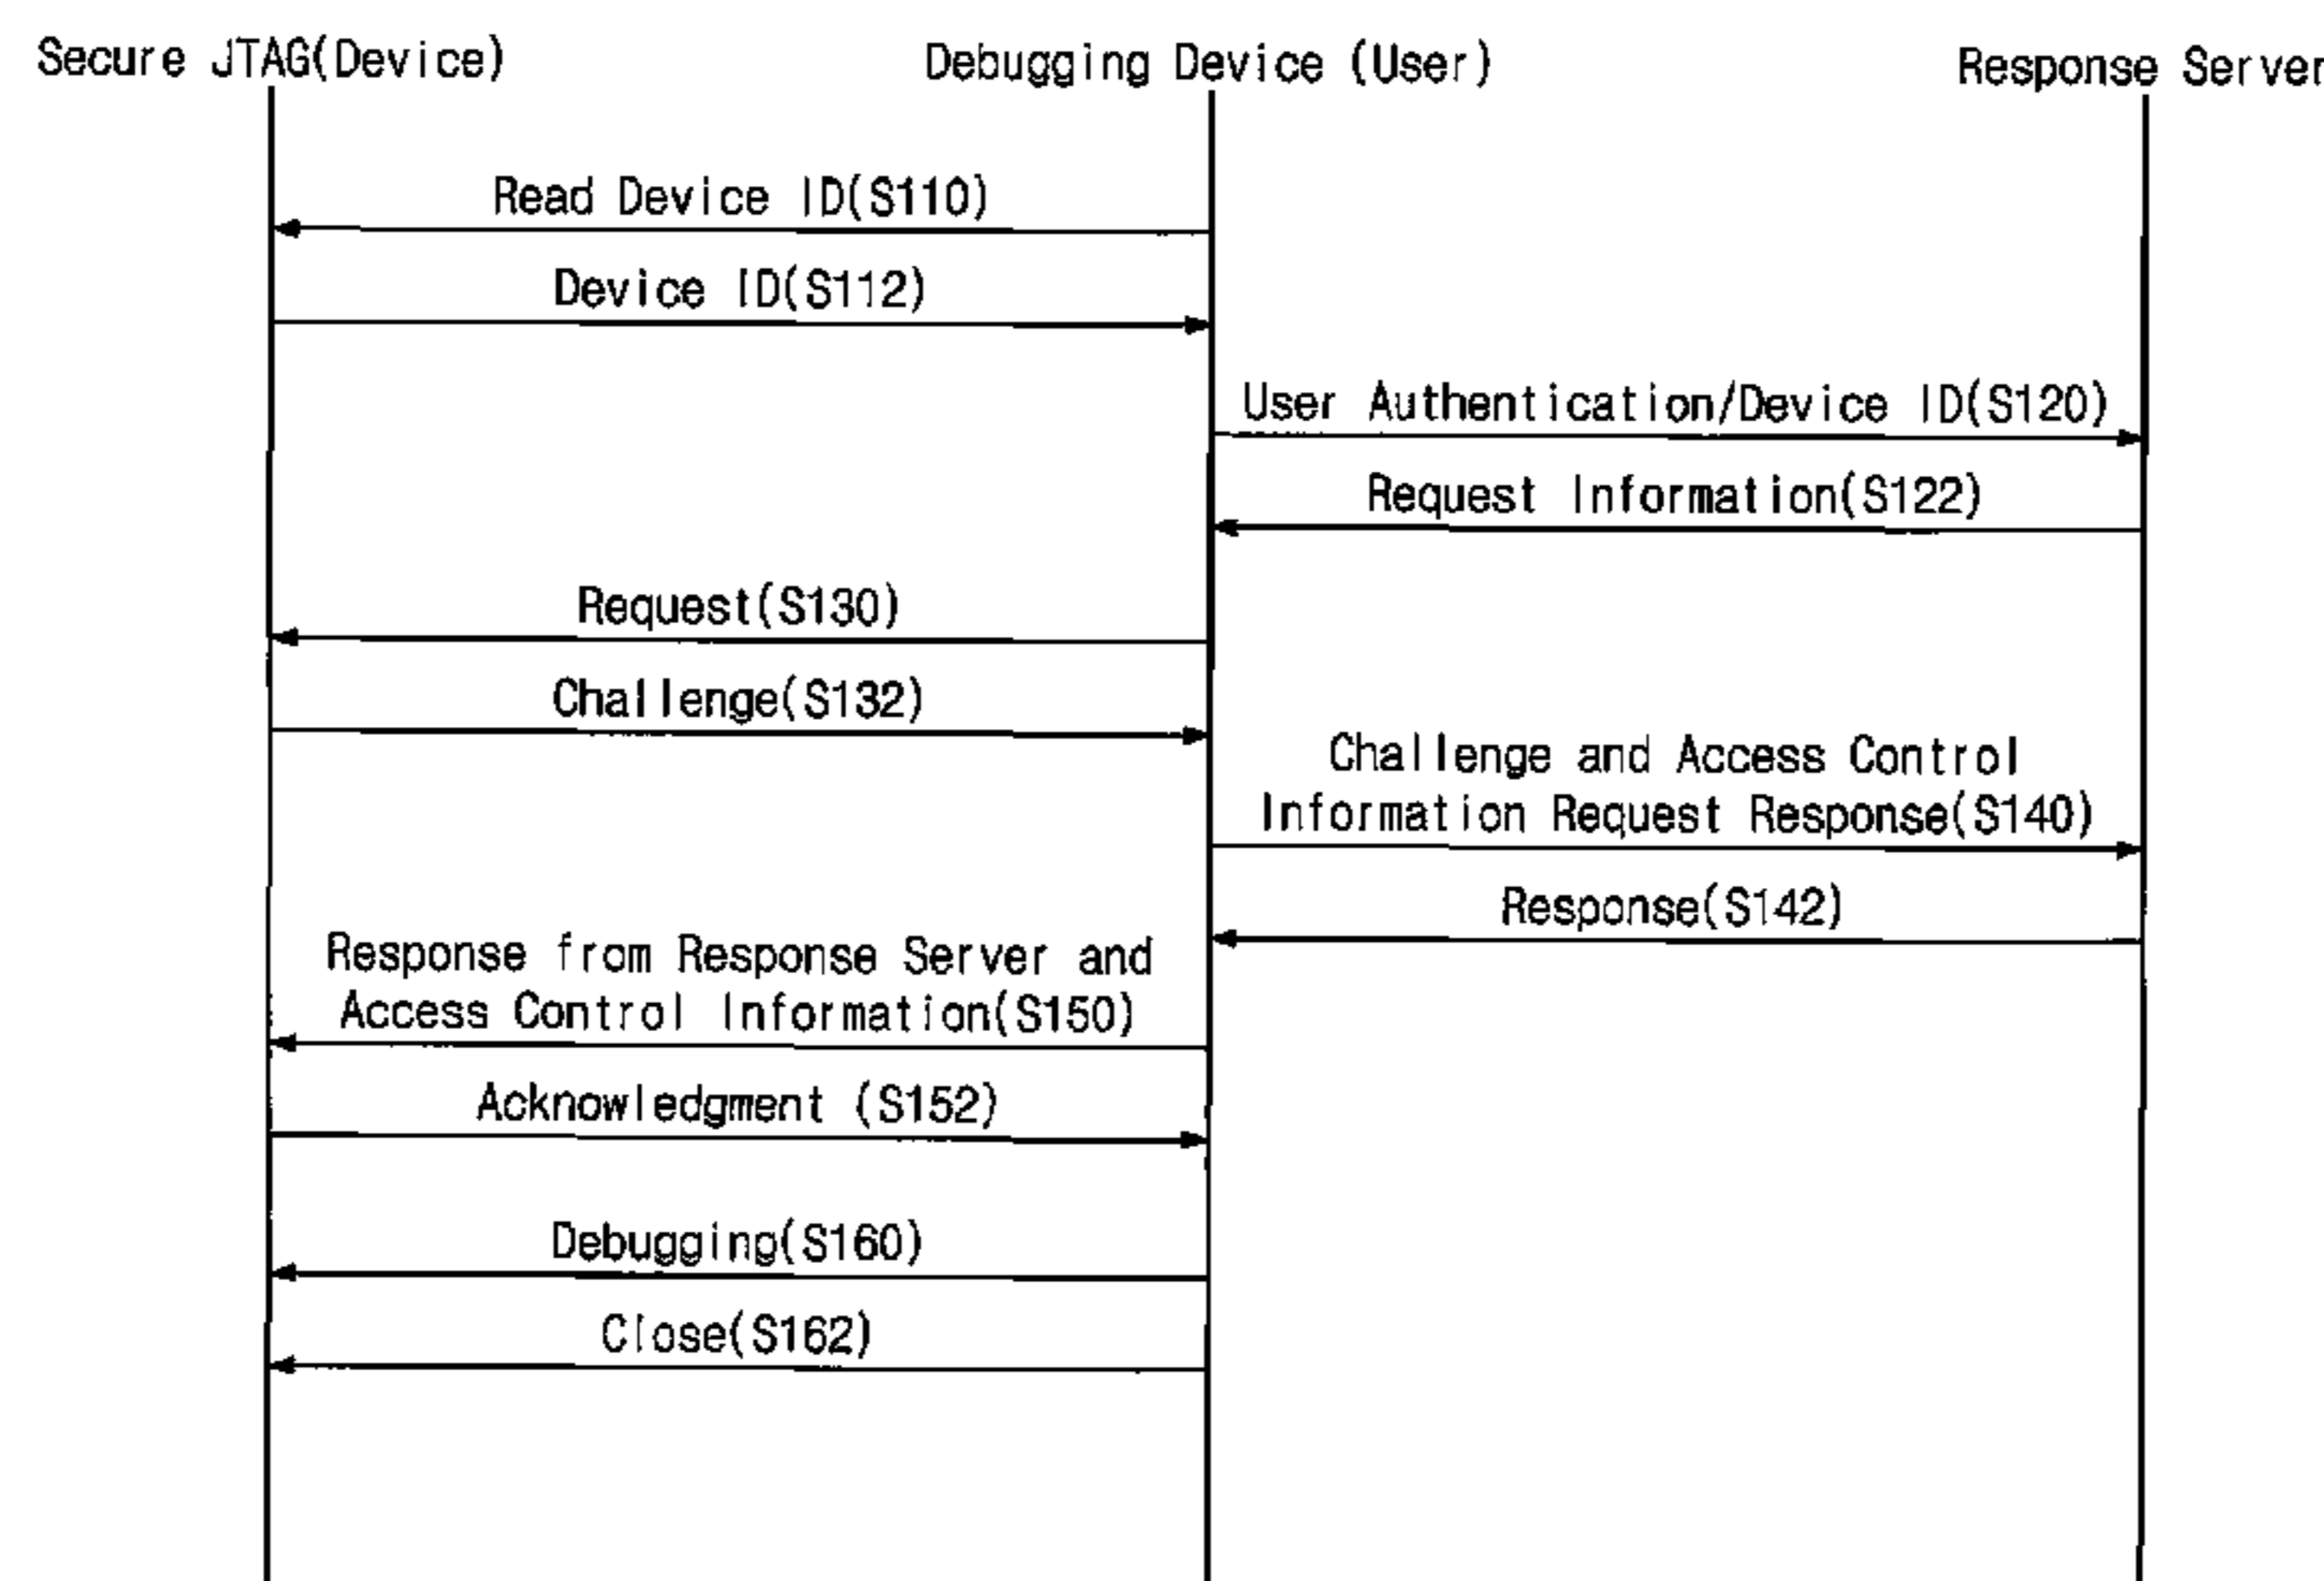 Secure JTAG(Device)
Debugging Device (User)
Response Server
Read Device ID(S110)
Device ID(S112)
User Authentication/Device ID(S120)
Request Information(S122)
Request(S130)
Challenge(S132)
Challenge and Access Control
Information Request Response(S140)
Response(S142)
Response from Response Server and
Access Control Information(S150)
Acknowledgment (S152)
Debugging(S160)
Close(S162)